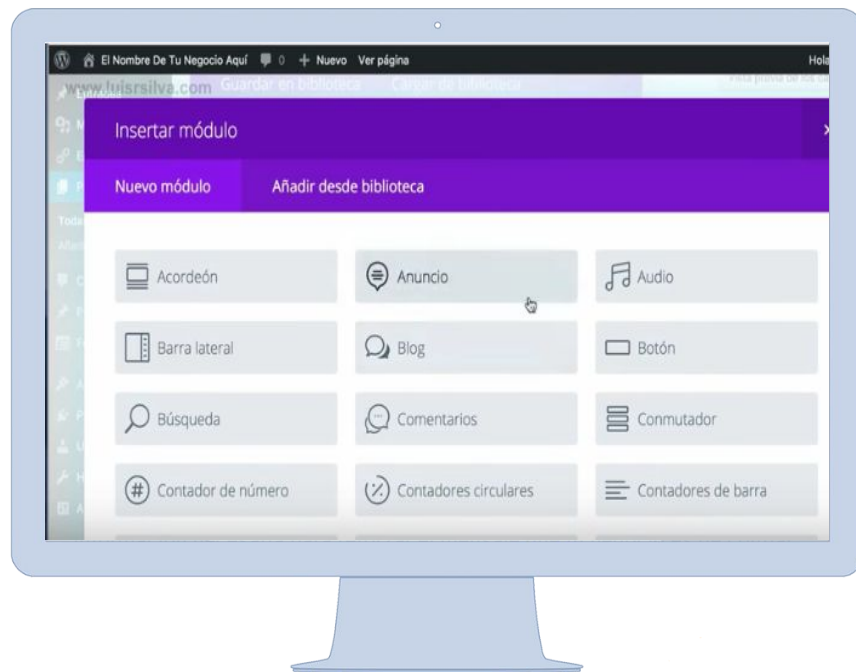 El Nombre De Tu Negocio Aquí 0 + Nuevo Ver página Hola
www.luisrsilva.com Guardar en biblioteca Cargar de biblioteca
Insertar módulo
Nuevo módulo Añadir desde biblioteca
Acordeón Anuncio Audio
Barra lateral Blog Botón
Búsqueda Comentarios Conmutador
Contador de número Contadores circulares Contadores de barra